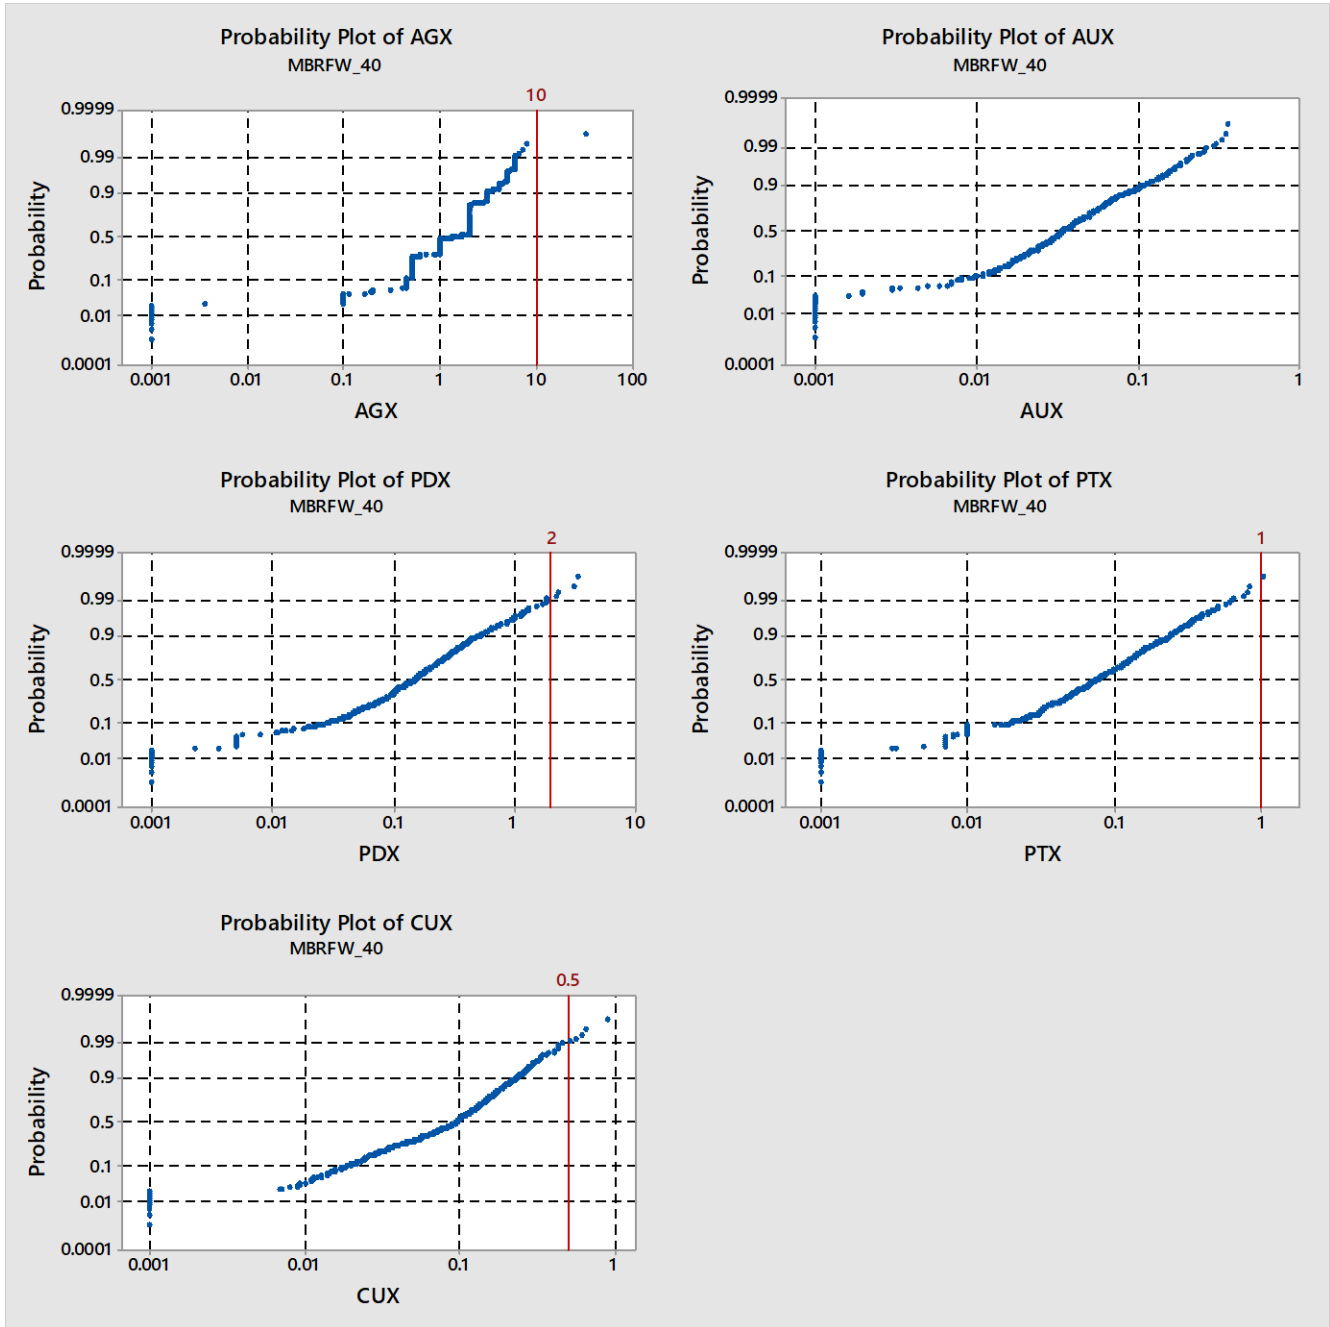 Probability Plot of AGX
MBRFW_40
10
0.9999
0.99
0.9
0.5
0.1
0.01
0.0001
Probability
0.001 0.01 0.1 1 10 100
AGX
Probability Plot of AUX
MBRFW_40
0.9999
0.99
0.9
0.5
0.1
0.01
0.0001
Probability
0.001 0.01 0.1 1
AUX
Probability Plot of PDX
MBRFW_40
2
0.9999
0.99
0.9
0.5
0.1
0.01
0.0001
Probability
0.001 0.01 0.1 1 10
PDX
Probability Plot of PTX
MBRFW_40
1
0.9999
0.99
0.9
0.5
0.1
0.01
0.0001
Probability
0.001 0.01 0.1 1
PTX
Probability Plot of CUX
MBRFW_40
0.5
0.9999
0.99
0.9
0.5
0.1
0.01
0.0001
Probability
0.001 0.01 0.1 1
CUX